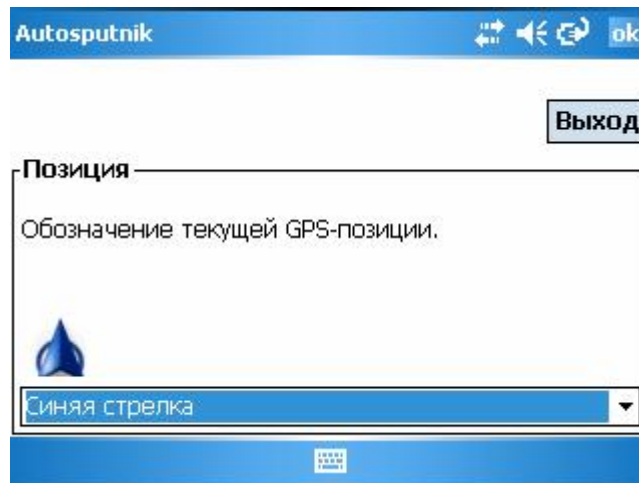 Autosputnik
ok
Выход
Позиция
Обозначение текущей GPS-позиции.
Синяя стрелка